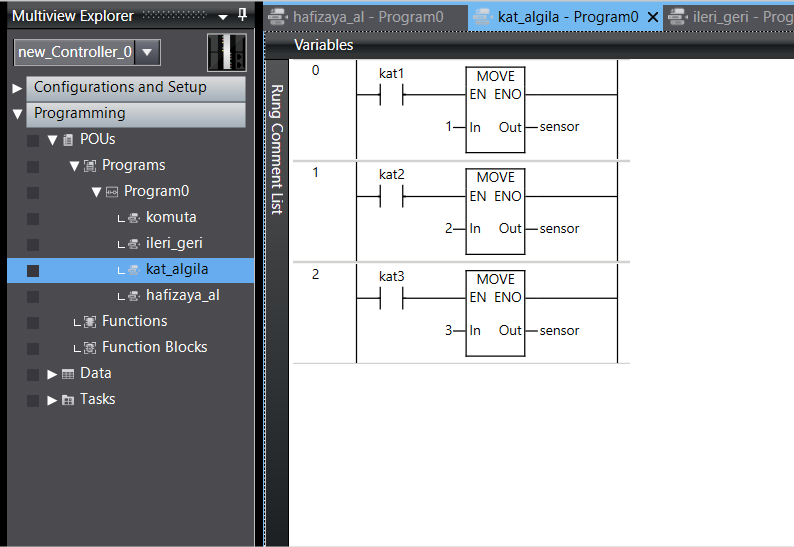 Multiview Explorer
new_Controller_0
Configurations and Setup
Programming
POUs
Programs
Program0
komuta
ileri_geri
kat_algila
hafizaya_al
Functions
Function Blocks
Data
Tasks
hafizaya_al - Program0
kat_algila - Program0
ileri_geri - Prog
Variables
Rung Comment List
0
kat1
MOVE
EN ENO
1 In Out sensor
1
kat2
MOVE
EN ENO
2 In Out sensor
2
kat3
MOVE
EN ENO
3 In Out sensor